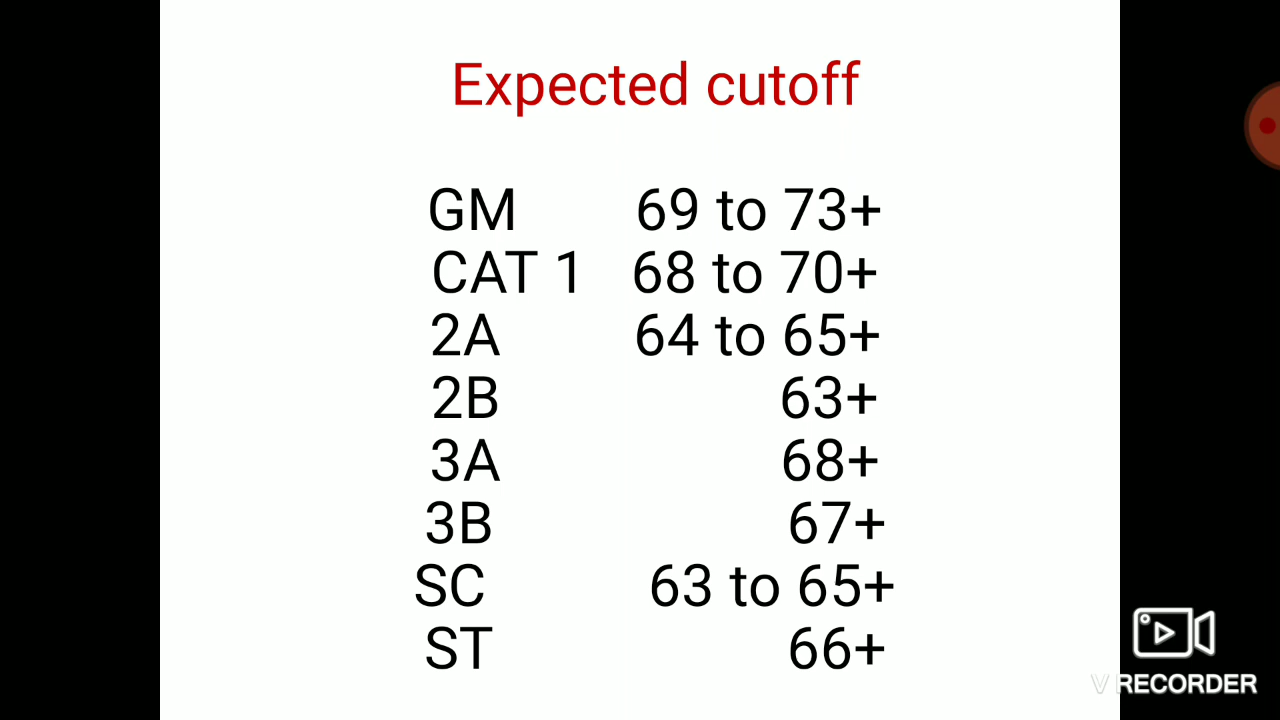 Expected cutoff
GM 69 to 73+
CAT 1 68 to 70+
2A 64 to 65+
2B 63+
3A 68+
3B 67+
SC 63 to 65+
ST 66+
V RECORDER